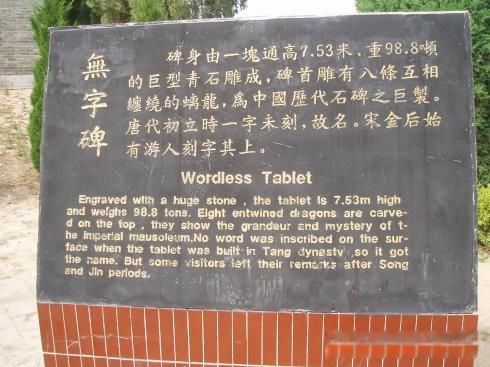 無字碑
碑身由一塊通高7.53米．重98.8噸
的巨型青石雕成，碑首雕有八條互相
纏繞的螭龍，爲中國歷代石碑之巨製。
唐代初立時一字未刻，故名。宋金后始
有游人刻字其上。
Wordless Tablet
Engraved with a huge stone , the tablet is 7.53m high
and weighs 98.8 tons. Eight entwined dragons are carve-
d on the top , they show the grandeur and mystery of t-
he imperial mausoleum.No word was inscribed on the sur-
face when the tablet was built in Tang dynasty ,so it got
the name. But some visitors left their remarks after Song
and Jin periods.